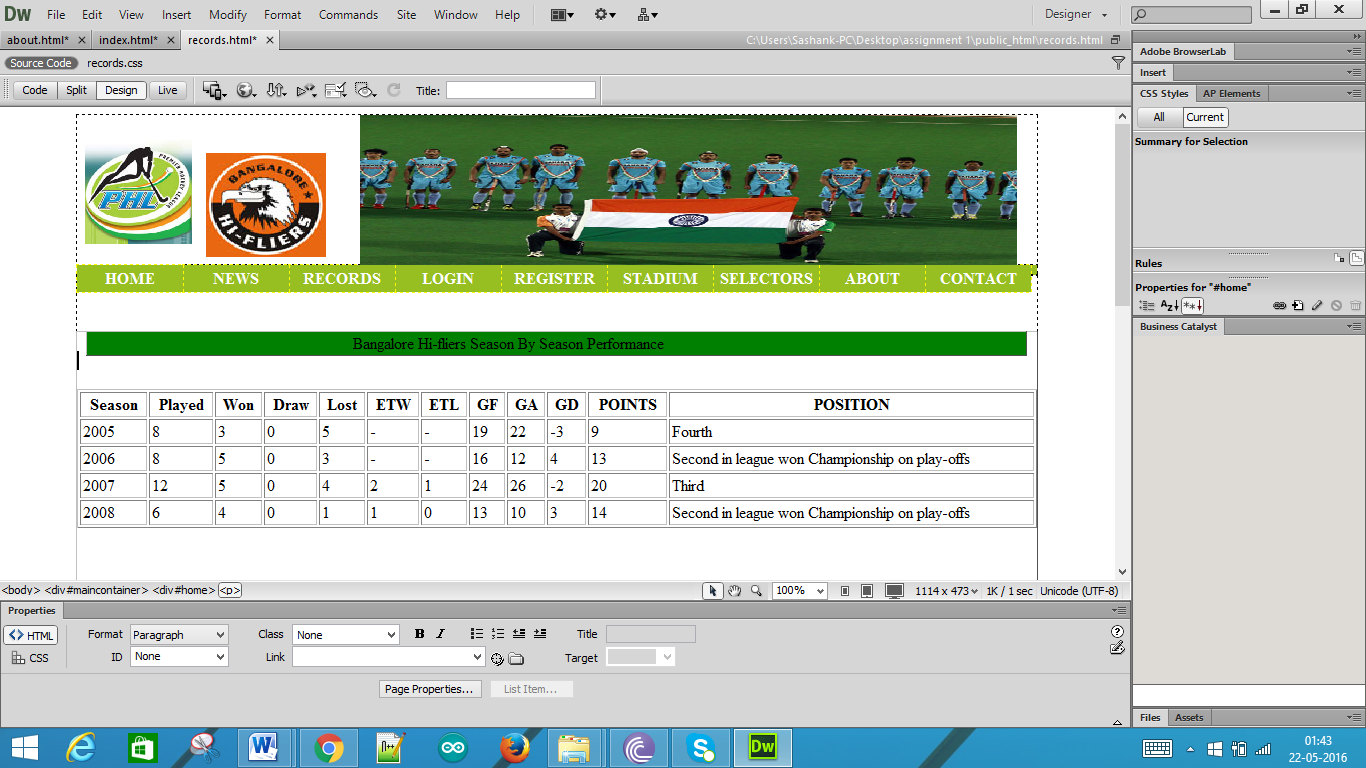 Dw File Edit View Insert Modify Format Commands Site Window Help Designer
about.html* × index.html* × records.html* × C:\Users\Sashank-PC\Desktop\assignment 1\public_html\records.html
Source Code records.css
Code Split Design Live Title:
Adobe BrowserLab
Insert
CSS Styles AP Elements
All Current
Summary for Selection
Rules
Properties for "#home"
Business Catalyst
PREMIER HOCKEY LEAGUE
PHL
BANGALORE
HI-FLIERS
HOME NEWS RECORDS LOGIN REGISTER STADIUM SELECTORS ABOUT CONTACT
Bangalore Hi-fliers Season By Season Performance
Season Played Won Draw Lost ETW ETL GF GA GD POINTS POSITION
2005 8 3 0 5 - - 19 22 -3 9 Fourth
2006 8 5 0 3 - - 16 12 4 13 Second in league won Championship on play-offs
2007 12 5 0 4 2 1 24 26 -2 20 Third
2008 6 4 0 1 1 0 13 10 3 14 Second in league won Championship on play-offs
<body> <div#maincontainer> <div#home> <p> 100% 1114 x 473 1K / 1 sec Unicode (UTF-8)
Properties
<> HTML Format Paragraph Class None B I Title
CSS ID None Link Target
Page Properties... List Item...
Files Assets
01:43
22-05-2016